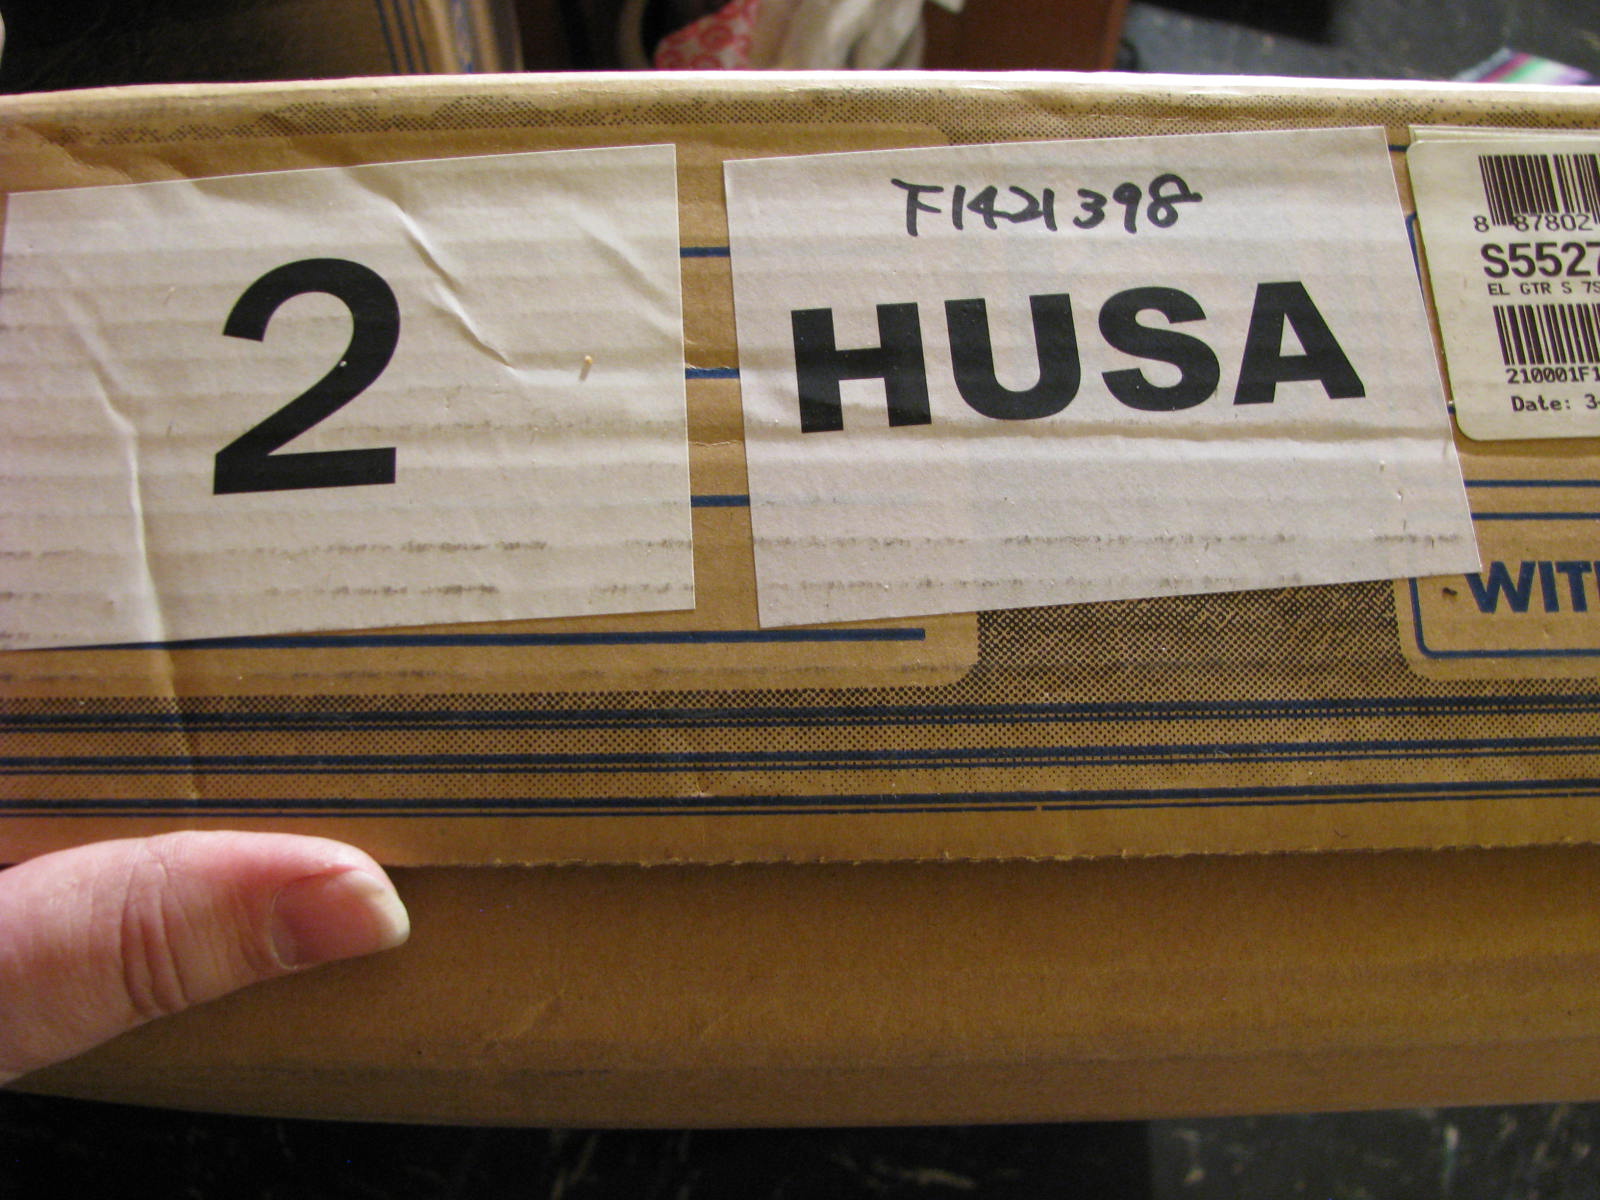 2
F1421398
HUSA
8 87802
S5527
EL GTR S 7S
210001F1
Date: 3-
WIT